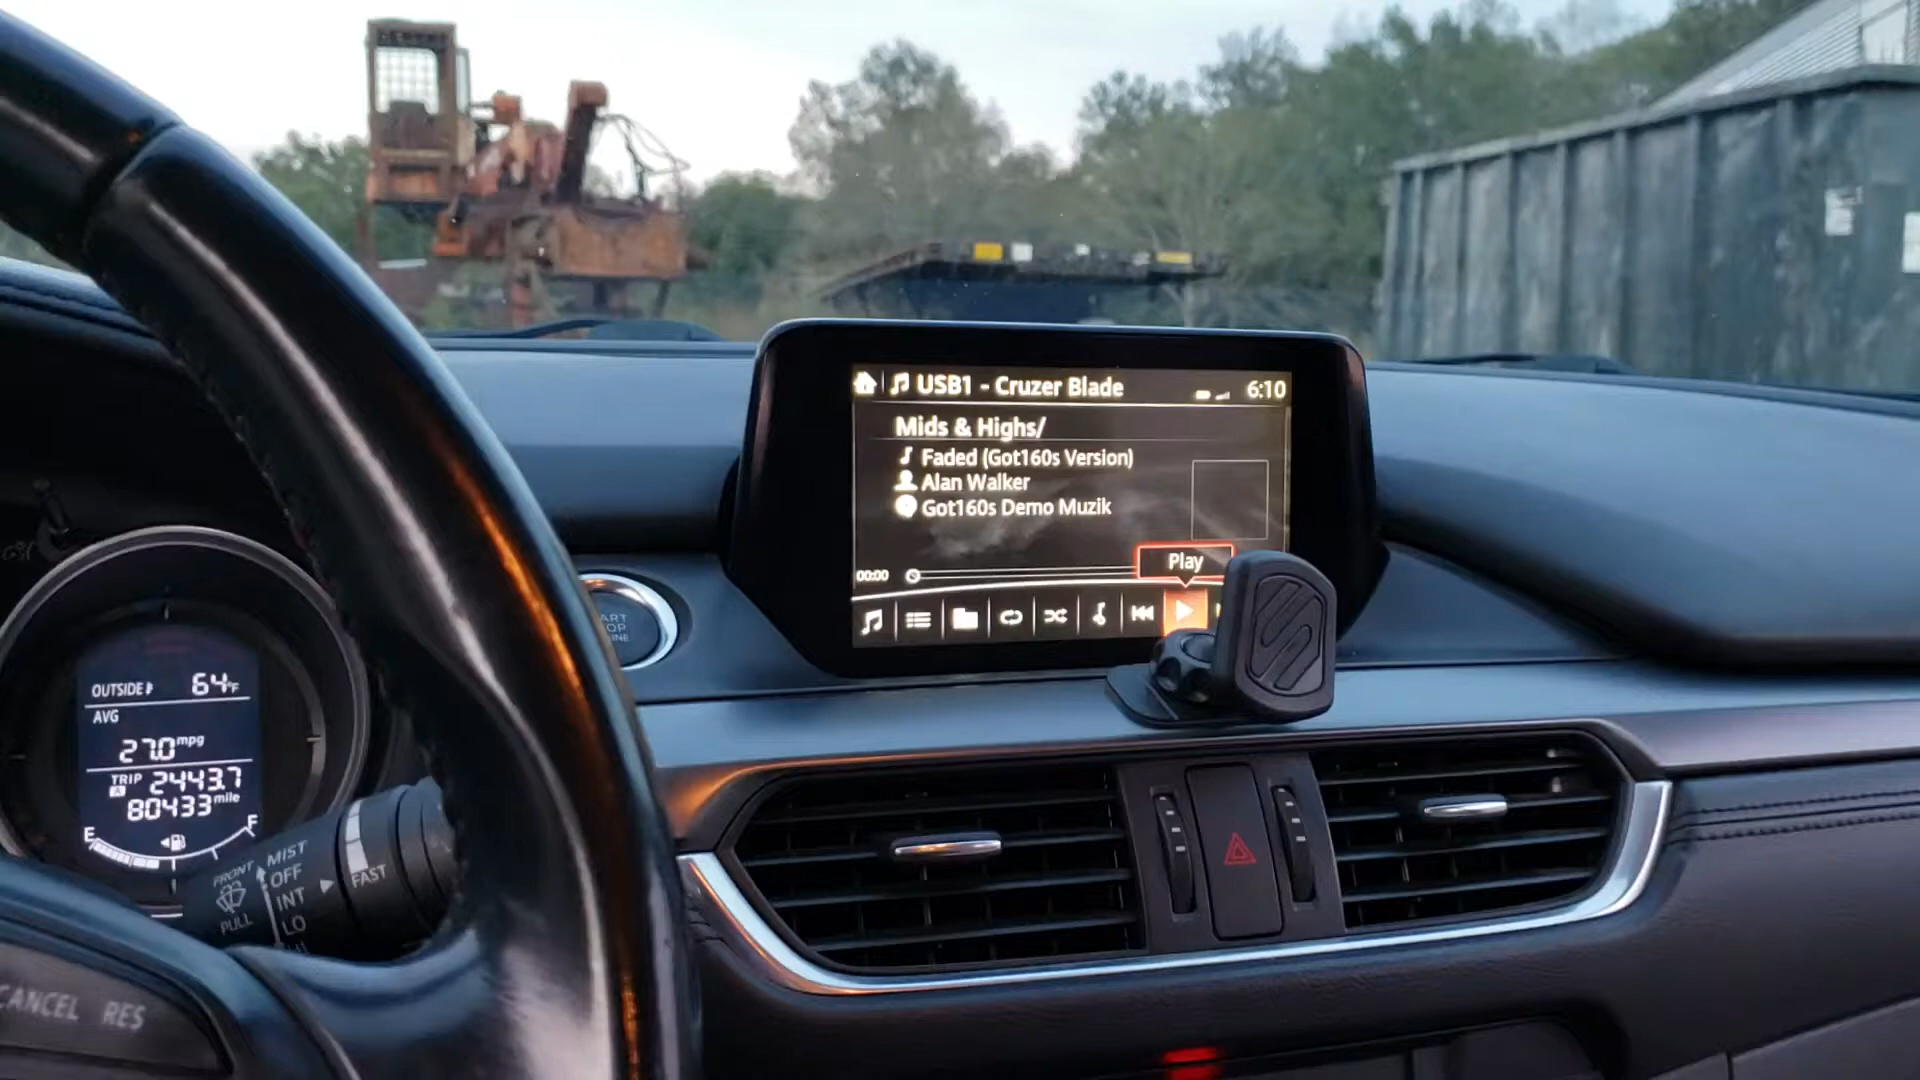 USB1 - Cruzer Blade
6:10
Mids & Highs/
Faded (Got160s Version)
Alan Walker
Got160s Demo Muzik
Play
00:00
OUTSIDE 64°F
AVG
27.0 mpg
TRIP A 2443.7
80433 mile
E F
FRONT
PULL
MIST
OFF
INT
LO
FAST
CANCEL RES